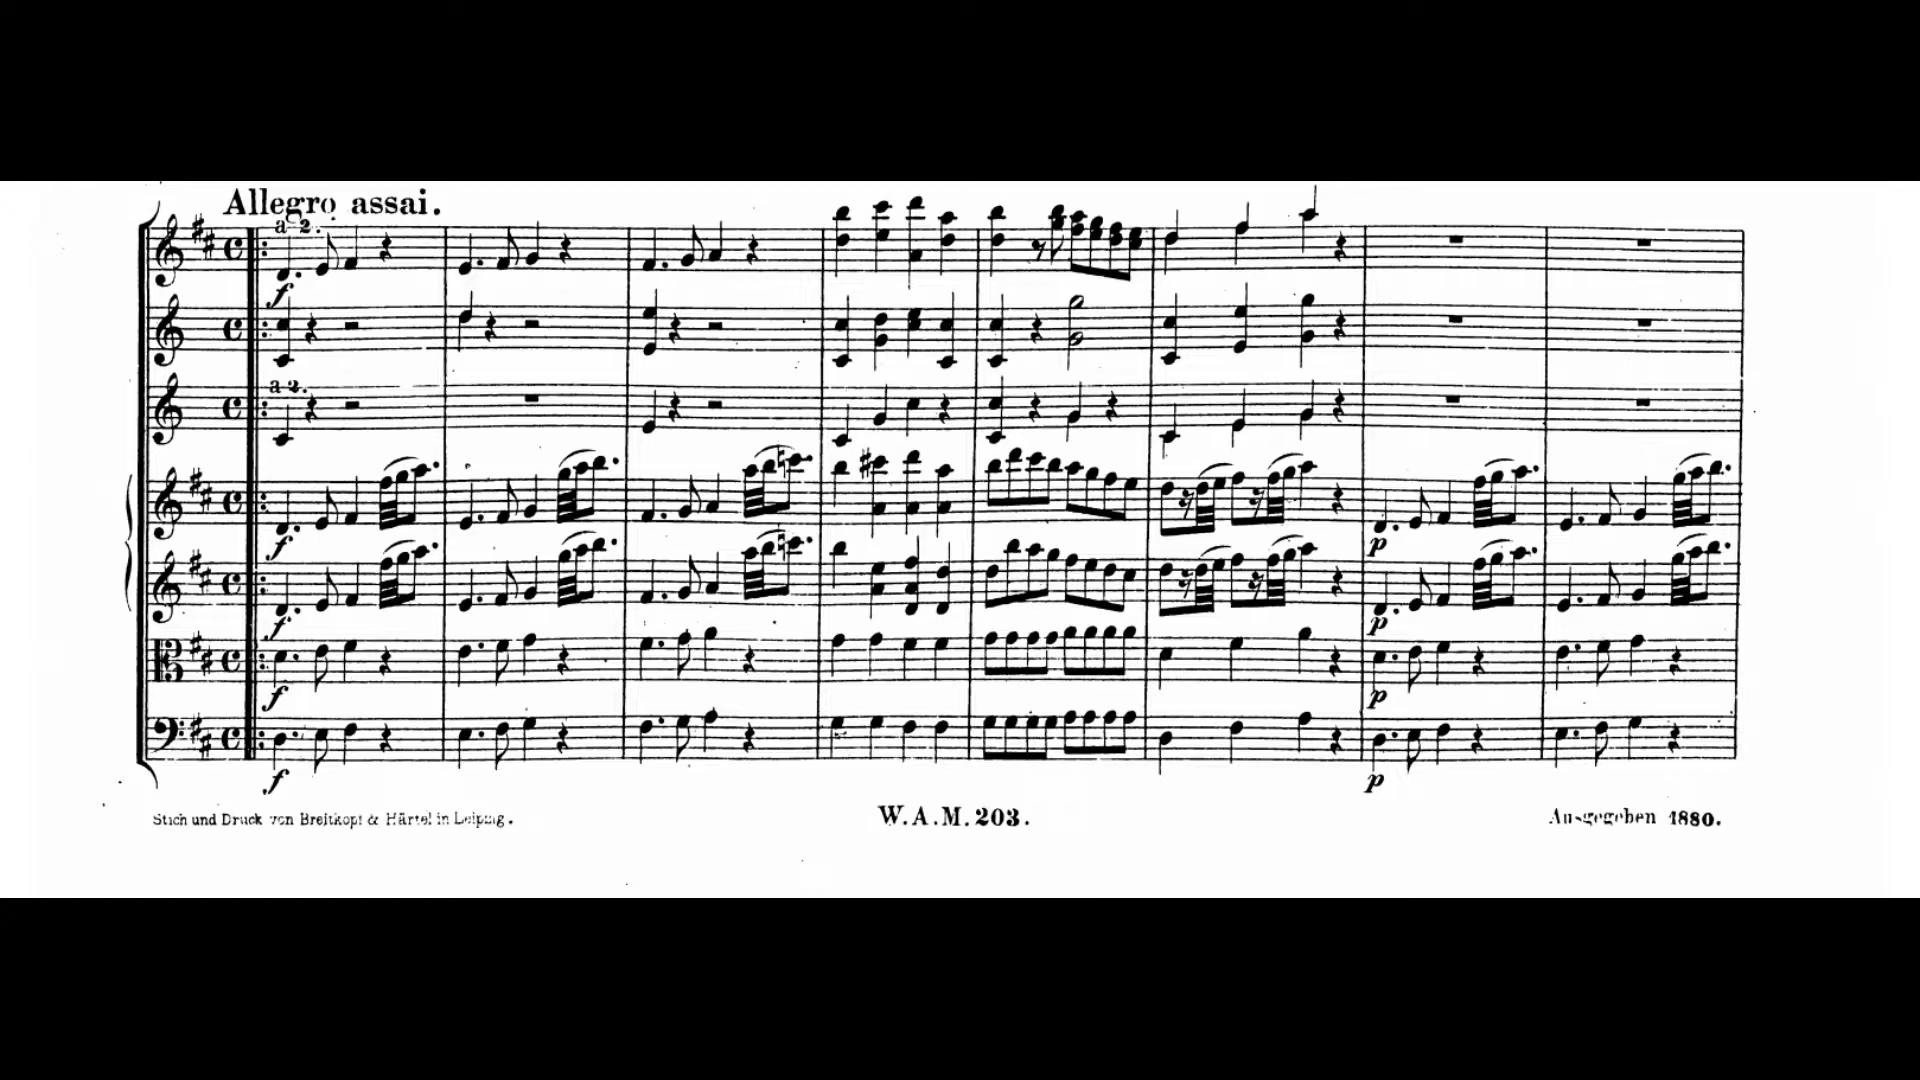 Allegro assai.
a 2.
f
a 2.
f
p
f
p
f
p
f
p
Stich und Druck von Breitkopf & Härtel in Leipzig.
W.A.M. 203.
Ausgegeben 1880.